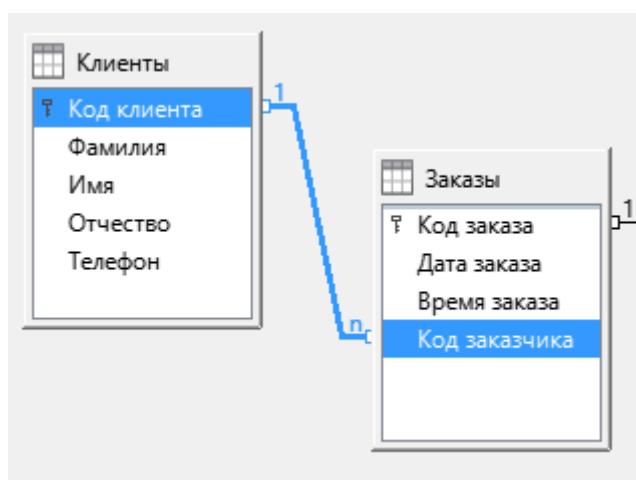 Клиенты
Код клиента
Фамилия
Имя
Отчество
Телефон
1
n
Заказы
Код заказа
Дата заказа
Время заказа
Код заказчика
1